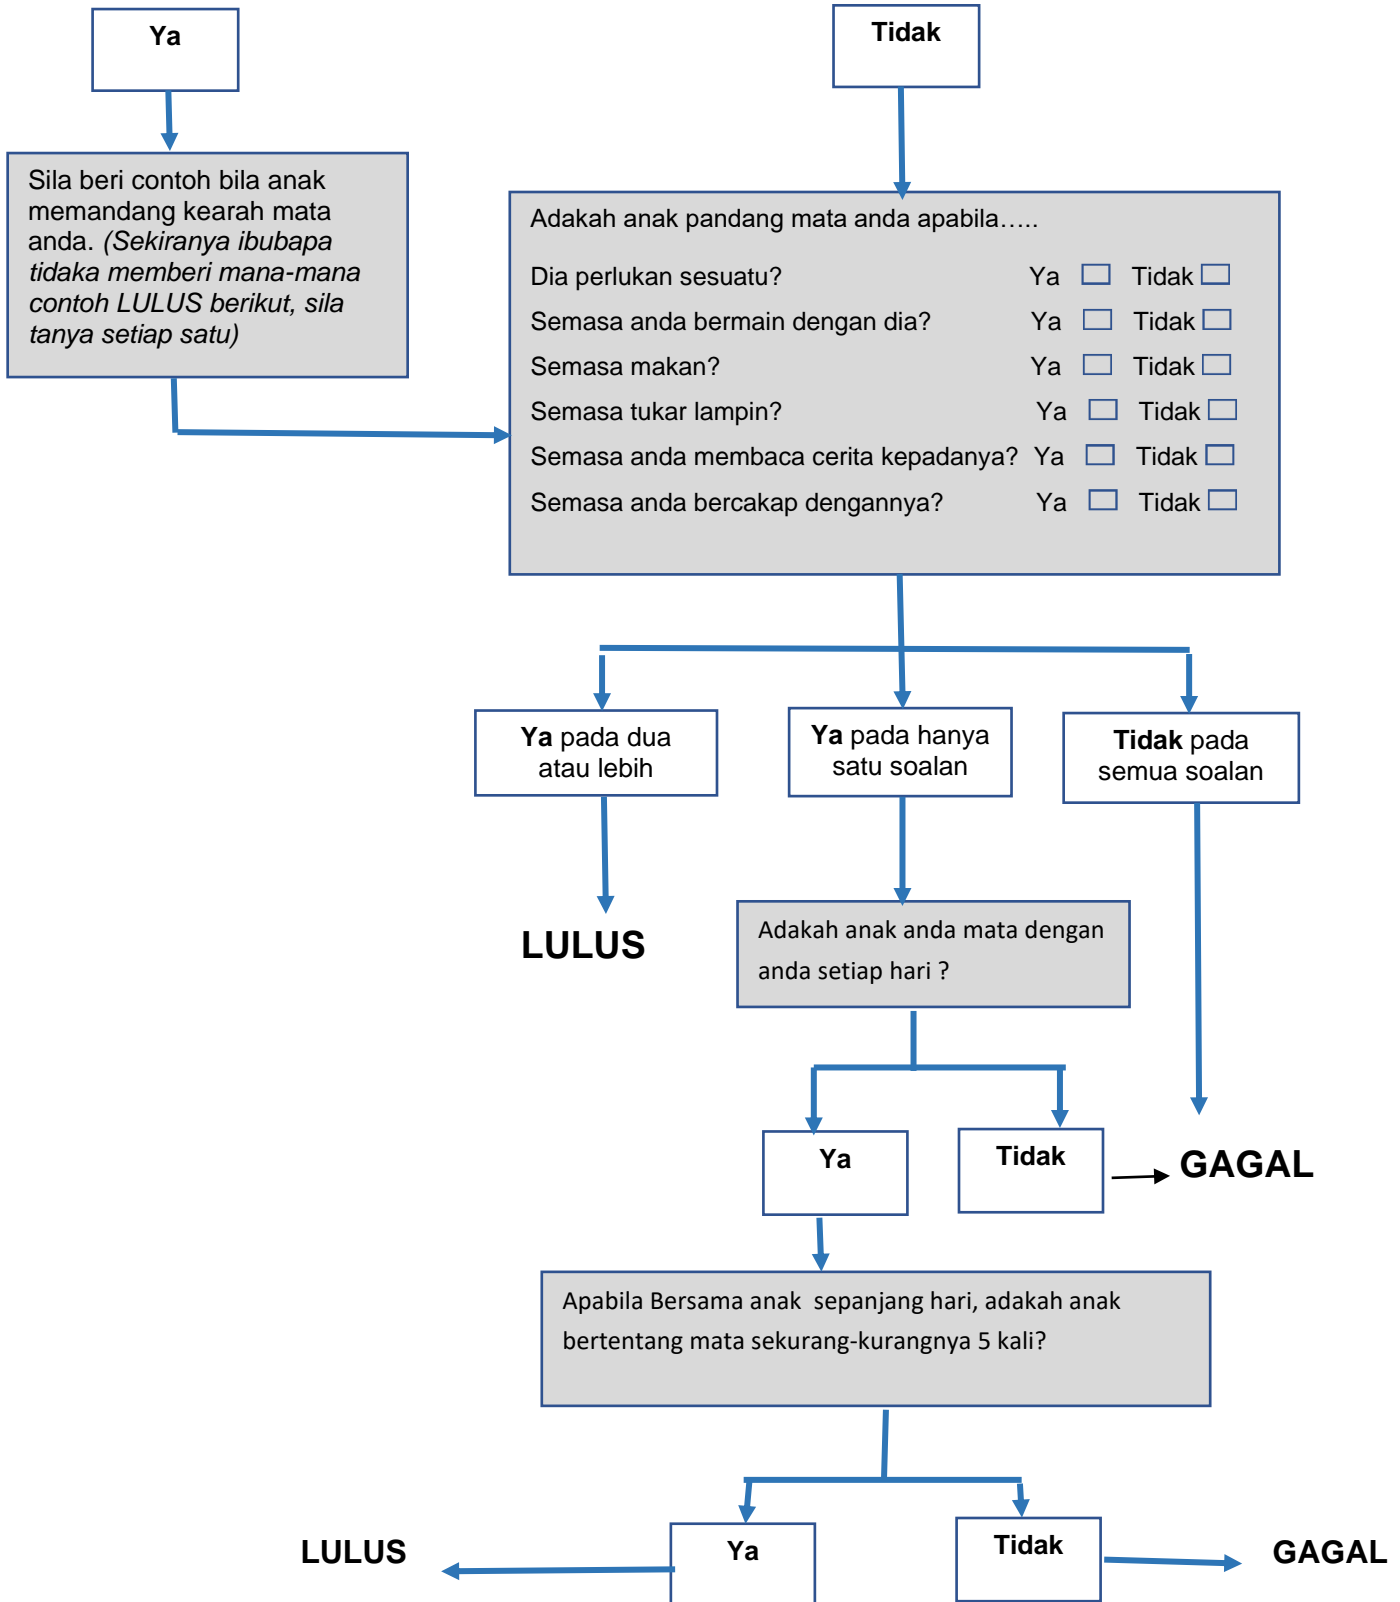 Ya
Tidak
Sila beri contoh bila anak
memandang kearah mata
anda. (Sekiranya ibubapa
tidaka memberi mana-mana
contoh LULUS berikut, sila
tanya setiap satu)
Adakah anak pandang mata anda apabila…..
Dia perlukan sesuatu? Ya Tidak
Semasa anda bermain dengan dia? Ya Tidak
Semasa makan? Ya Tidak
Semasa tukar lampin? Ya Tidak
Semasa anda membaca cerita kepadanya? Ya Tidak
Semasa anda bercakap dengannya? Ya Tidak
Ya pada dua
atau lebih
Ya pada hanya
satu soalan
Tidak pada
semua soalan
LULUS
Adakah anak anda mata dengan
anda setiap hari ?
Ya
Tidak
GAGAL
Apabila Bersama anak  sepanjang hari, adakah anak
bertentang mata sekurang-kurangnya 5 kali?
LULUS
Ya
Tidak
GAGAL